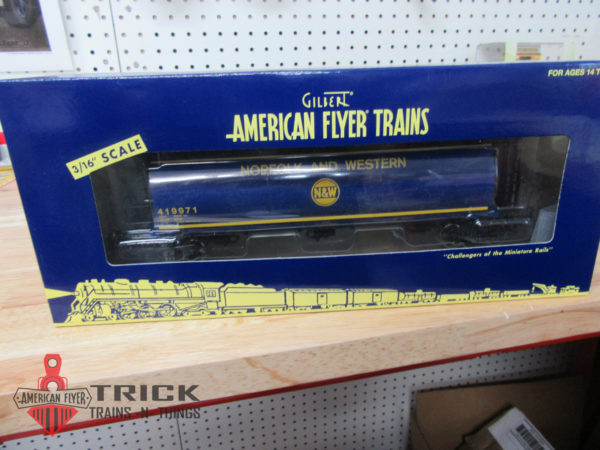 FOR AGES 14
GILBERT®
AMERICAN FLYER® TRAINS
3/16" SCALE
NORFOLK AND WESTERN
N&W
419971
"Challengers of the Miniature Rails"
AMERICAN FLYER
TRICK
TRAINS -N- THINGS